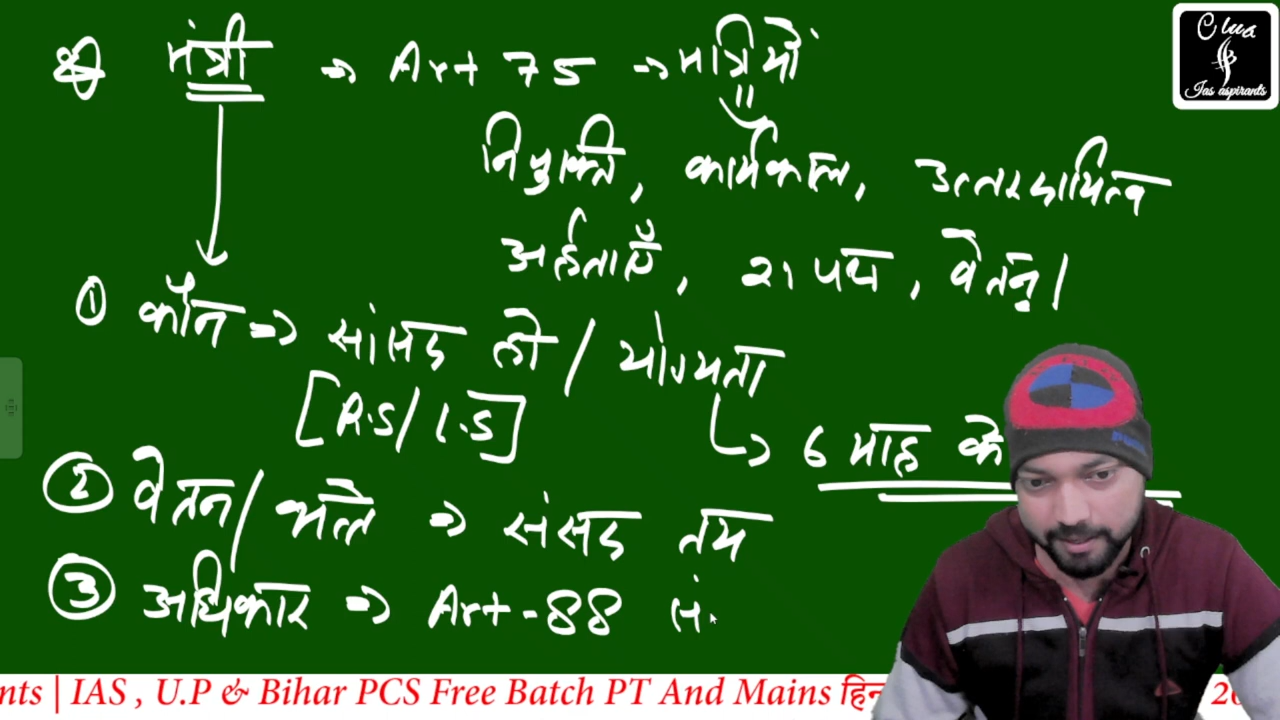 Clua
Ias aspirants
मंत्री ⇒ Art 75 → मंत्रियों
नियुक्ति, कार्यकाल, उत्तरदायित्व
अर्हताएँ, शपथ, वेतन।
① कौन ⇒ सांसद हो / योग्यता
[R.S/L.S] ↳ 6 माह के
② वेतन/भत्ते ⇒ संसद तय
③ अधिकार ⇒ Art-88
nts | IAS , U.P & Bihar PCS Free Batch PT And Mains